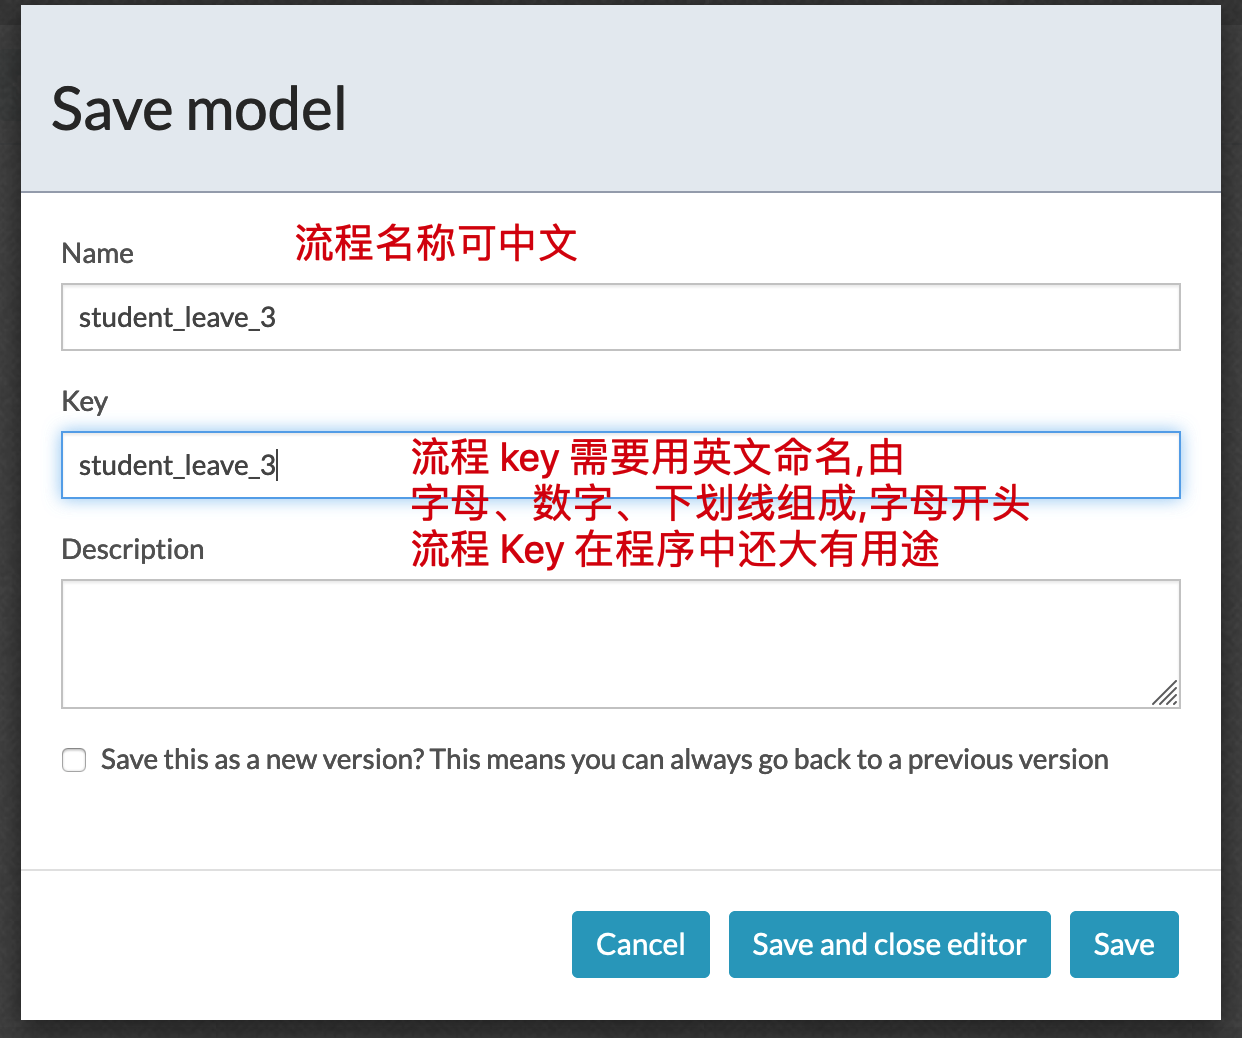 Save model
Name
流程名称可中文
student_leave_3
Key
student_leave_3
流程 key 需要用英文命名,由
字母、数字、下划线组成,字母开头
Description
流程 Key 在程序中还大有用途
Save this as a new version? This means you can always go back to a previous version
Cancel
Save and close editor
Save